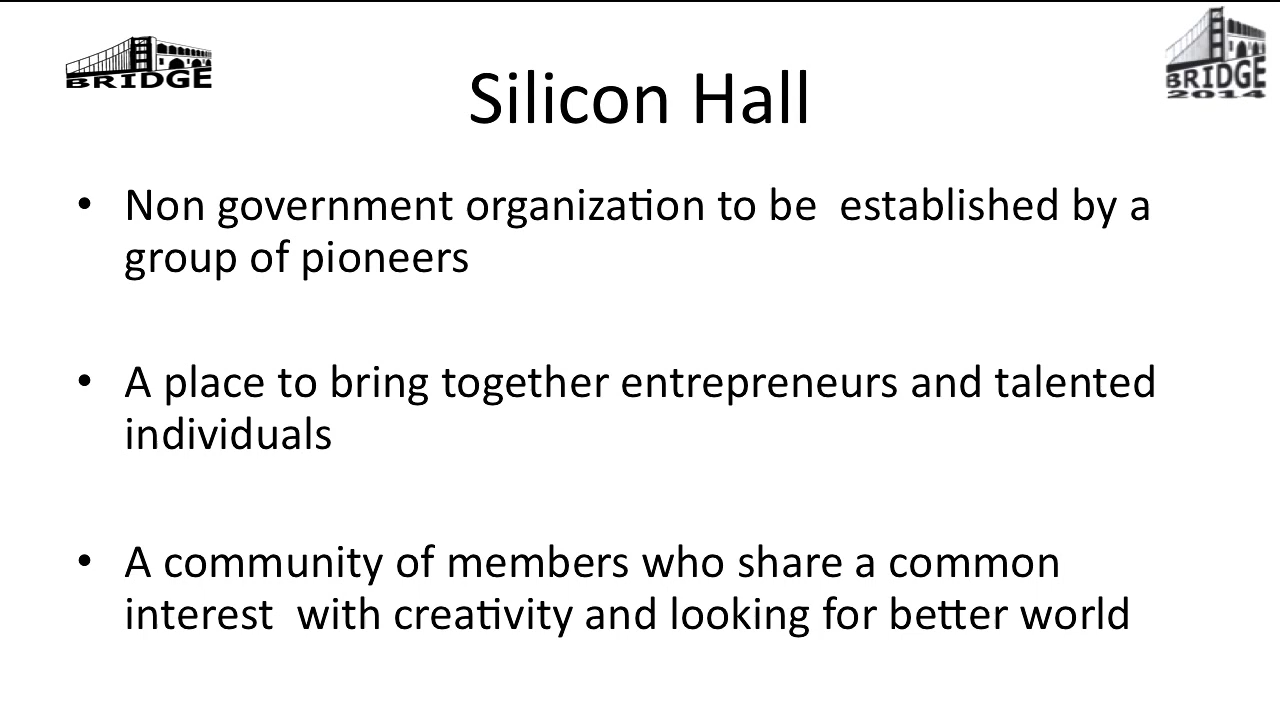 BRIDGE
BRIDGE
2014
Silicon Hall
• Non government organization to be  established by a
group of pioneers
• A place to bring together entrepreneurs and talented
individuals
• A community of members who share a common
interest  with creativity and looking for better world